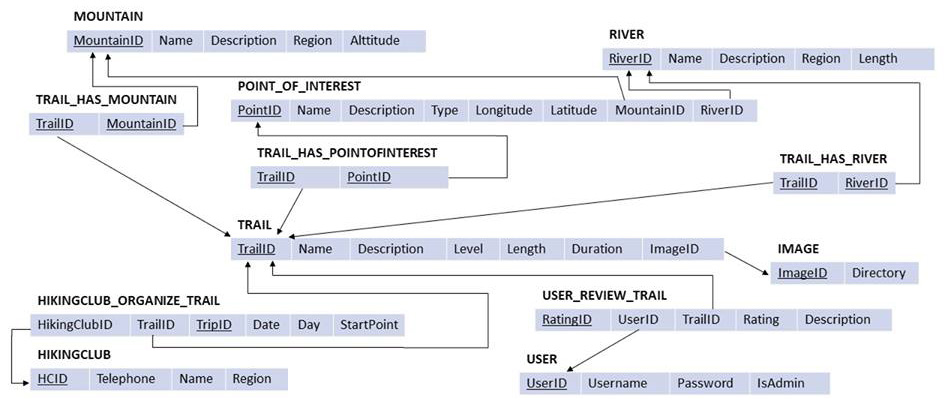 MOUNTAIN
MountainID Name Description Region Alttitude
RIVER
RiverID Name Description Region Length
POINT_OF_INTEREST
PointID Name Description Type Longitude Latitude MountainID RiverID
TRAIL_HAS_MOUNTAIN
TrailID MountainID
TRAIL_HAS_POINTOFINTEREST
TrailID PointID
TRAIL_HAS_RIVER
TrailID RiverID
TRAIL
TrailID Name Description Level Length Duration ImageID
IMAGE
ImageID Directory
HIKINGCLUB_ORGANIZE_TRAIL
HikingClubID TrailID TripID Date Day StartPoint
USER_REVIEW_TRAIL
RatingID UserID TrailID Rating Description
HIKINGCLUB
HCID Telephone Name Region
USER
UserID Username Password IsAdmin